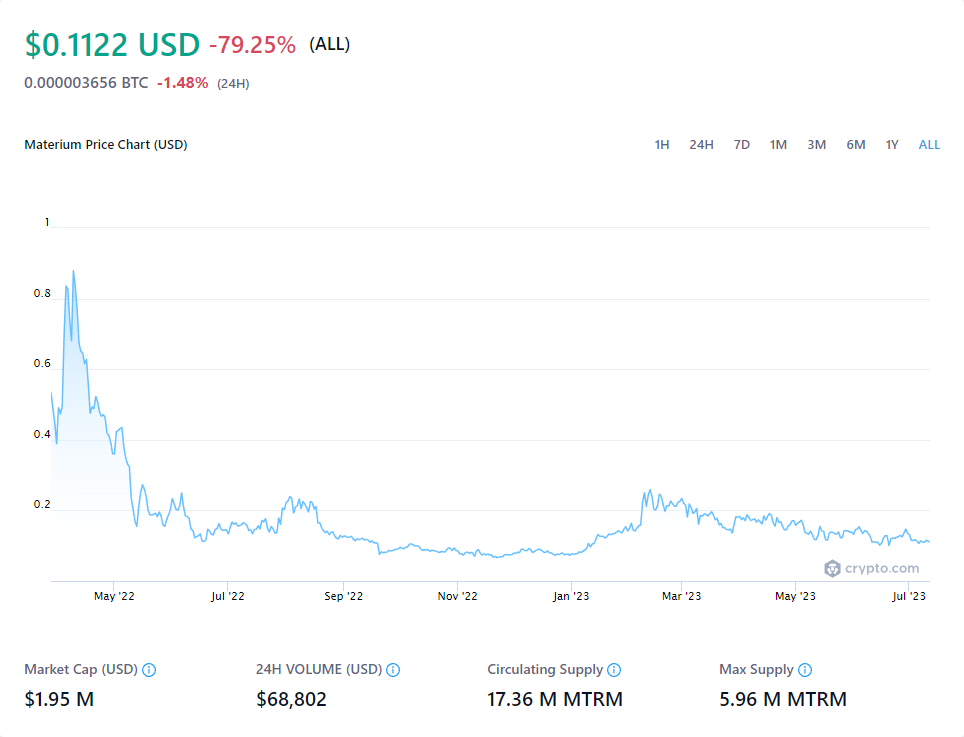 $0.1122 USD -79.25% (ALL)
0.000003656 BTC -1.48% (24H)
Materium Price Chart (USD) 1H 24H 7D 1M 3M 6M 1Y ALL
1
0.8
0.6
0.4
0.2
crypto.com
May '22 Jul '22 Sep '22 Nov '22 Jan '23 Mar '23 May '23 Jul '23
Market Cap (USD) 24H VOLUME (USD) Circulating Supply Max Supply
$1.95 M $68,802 17.36 M MTRM 5.96 M MTRM